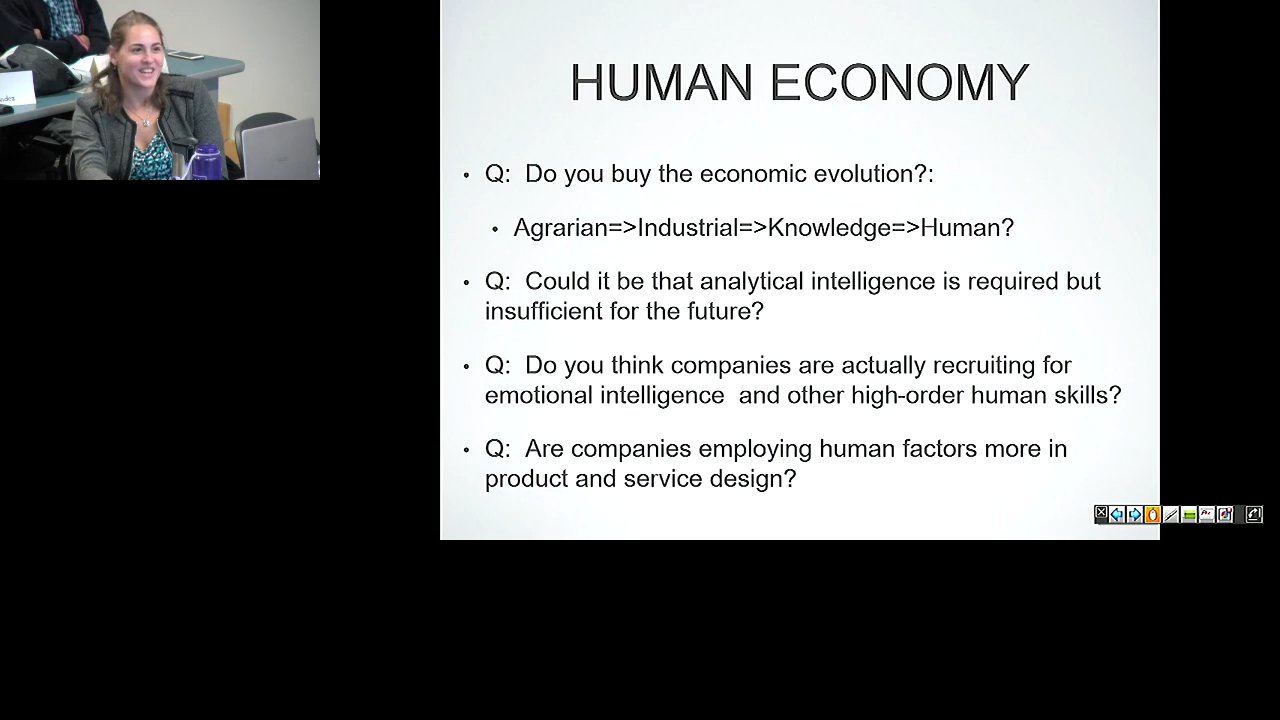 HUMAN ECONOMY
• Q: Do you buy the economic evolution?:
• Agrarian=>Industrial=>Knowledge=>Human?
• Q: Could it be that analytical intelligence is required but
insufficient for the future?
• Q: Do you think companies are actually recruiting for
emotional intelligence and other high-order human skills?
• Q: Are companies employing human factors more in
product and service design?